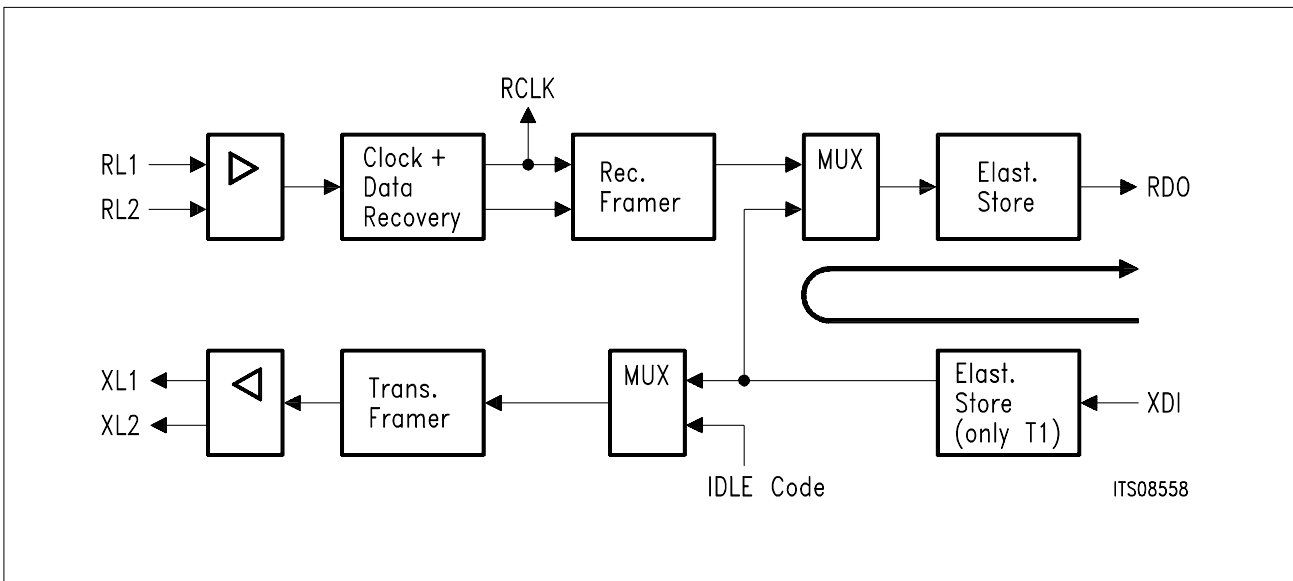 RCLK
RL1
RL2
Clock +
Data
Recovery
Rec.
Framer
MUX
Elast.
Store
RDO
XL1
XL2
Trans.
Framer
MUX
Elast.
Store
(only T1)
XDI
IDLE Code
ITS08558